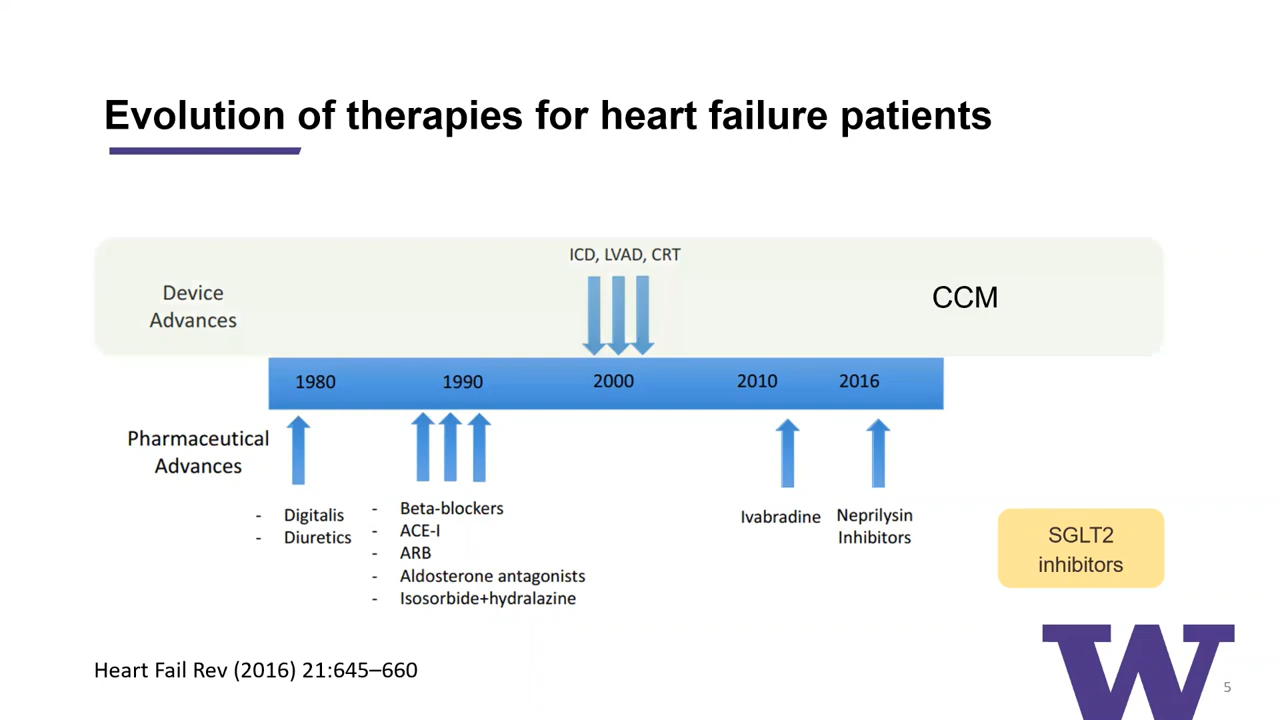 Evolution of therapies for heart failure patients
ICD, LVAD, CRT
Device
Advances
CCM
1980 1990 2000 2010 2016
Pharmaceutical
Advances
- Digitalis
- Diuretics
- Beta-blockers
- ACE-I
- ARB
- Aldosterone antagonists
- Isosorbide+hydralazine
Ivabradine
Neprilysin
Inhibitors
SGLT2
inhibitors
Heart Fail Rev (2016) 21:645–660
W
5